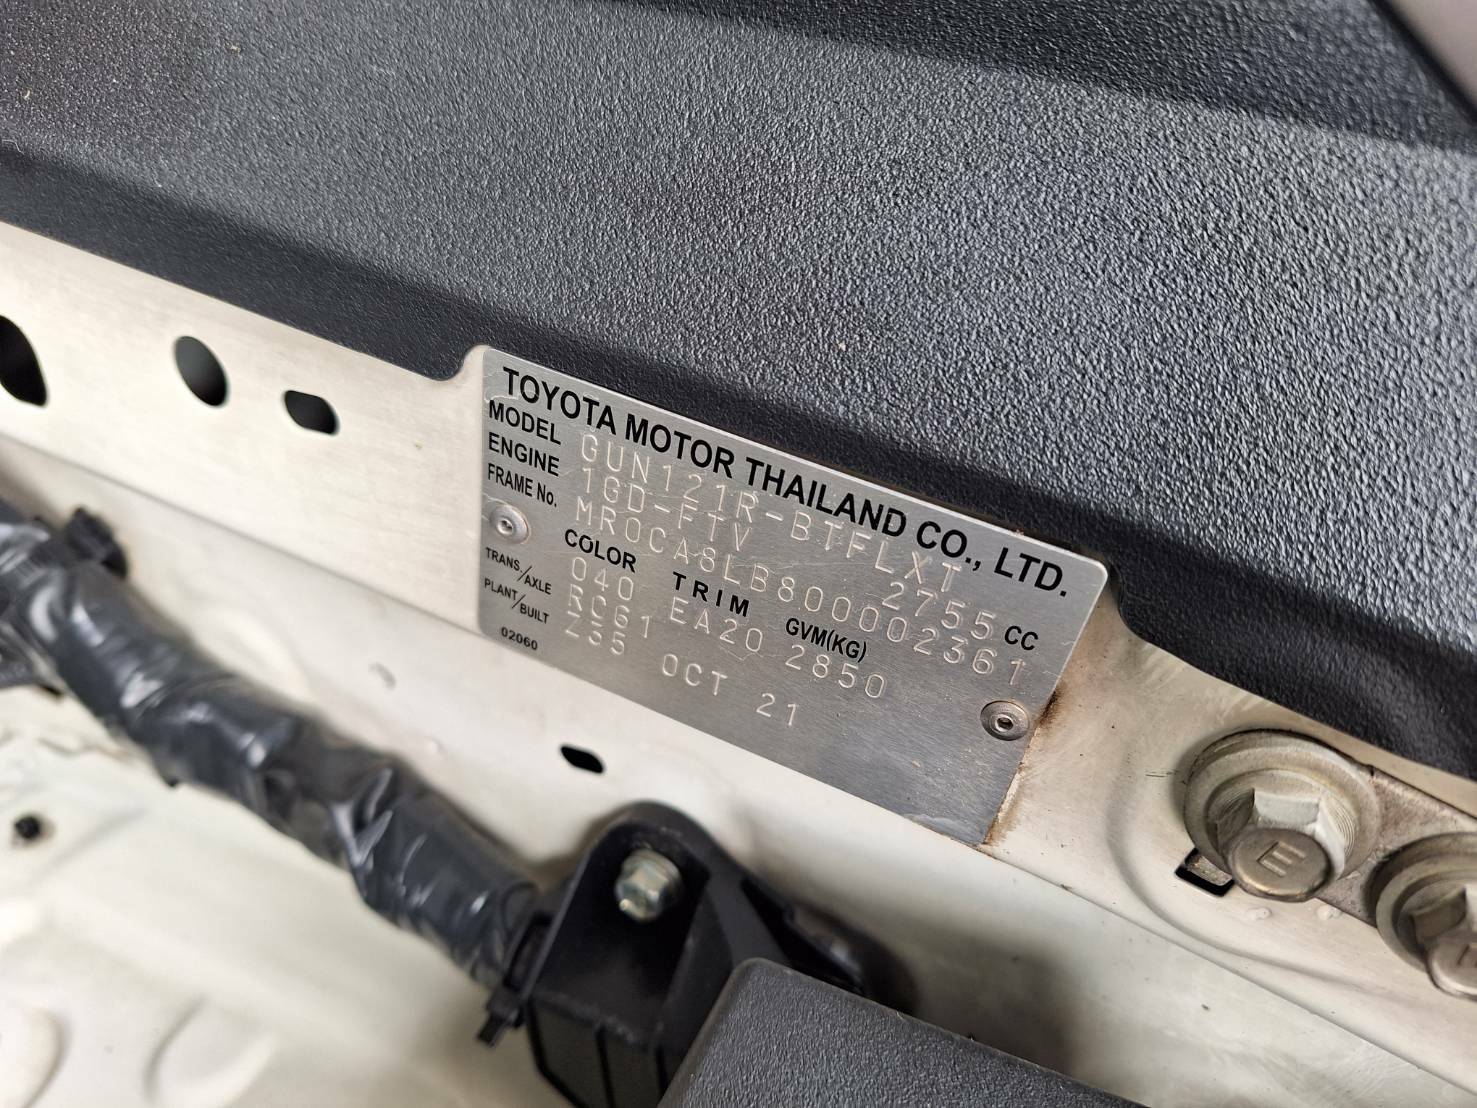 TOYOTA MOTOR THAILAND CO., LTD.
MODEL GUN121R-BTFLXT
ENGINE 1GD-FTV 2755 CC
FRAME No. MR0CA8LB800002361
COLOR TRIM GVM(KG)
040 EA20 2850
TRANS./AXLE RC61
PLANT/BUILT Z35 OCT 21
02060
E